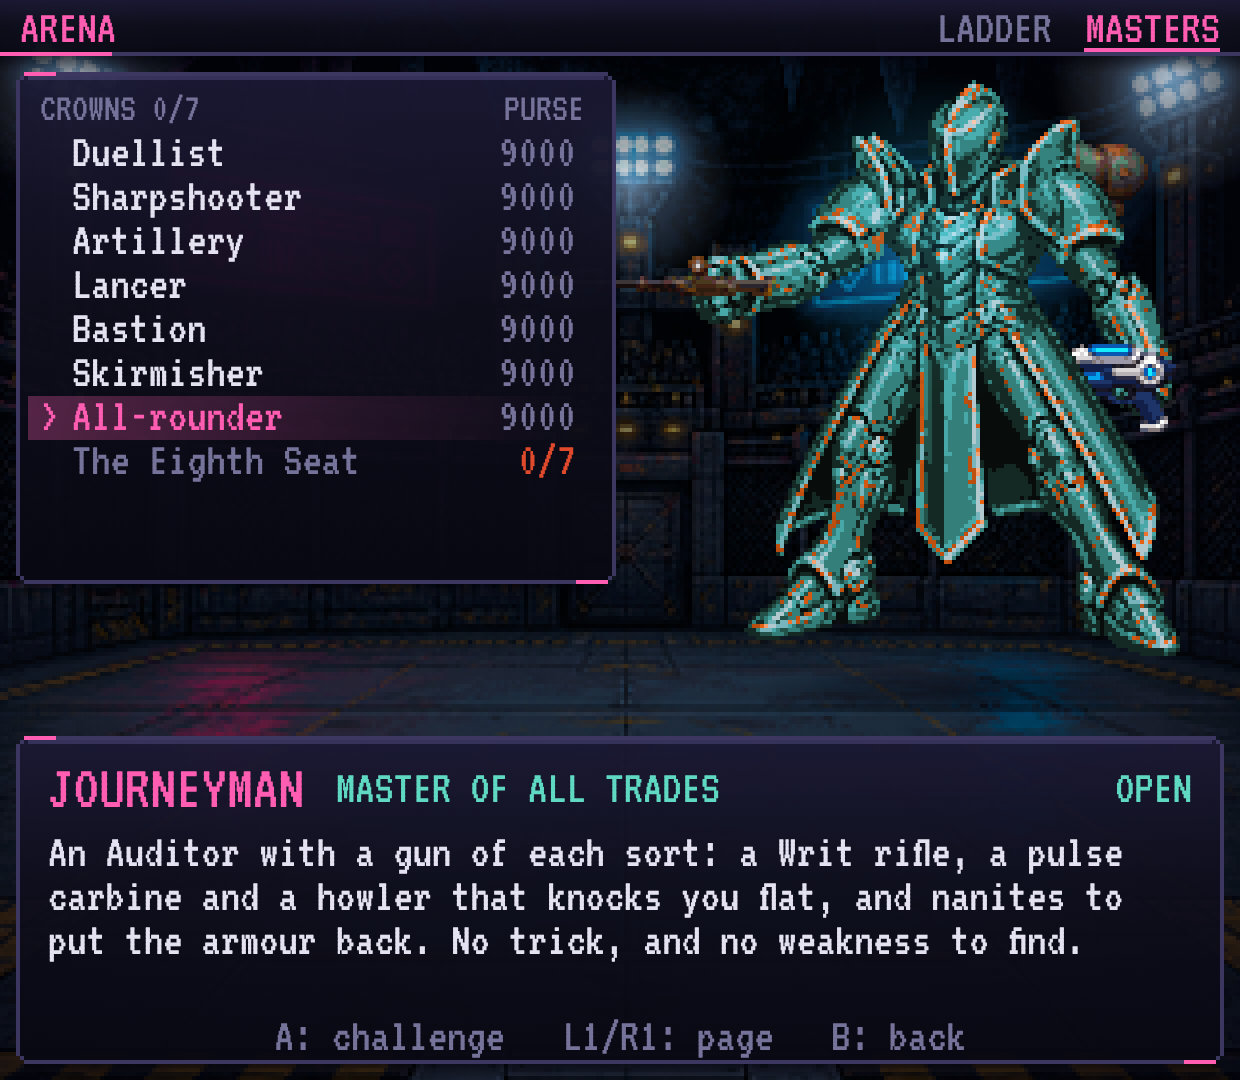 ARENA LADDER MASTERS
CROWNS 0/7 PURSE
Duellist 9000
Sharpshooter 9000
Artillery 9000
Lancer 9000
Bastion 9000
Skirmisher 9000
> All-rounder 9000
The Eighth Seat 0/7
JOURNEYMAN MASTER OF ALL TRADES OPEN
An Auditor with a gun of each sort: a Writ rifle, a pulse
carbine and a howler that knocks you flat, and nanites to
put the armour back. No trick, and no weakness to find.
A: challenge L1/R1: page B: back